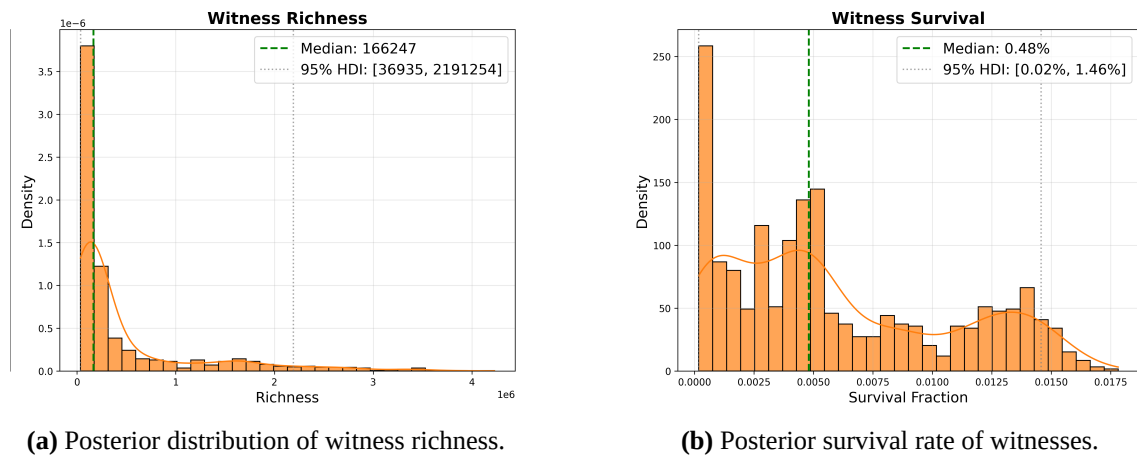 Witness Richness
1e−6
Median: 166247
95% HDI: [36935, 2191254]
3.5
3.0
2.5
2.0
1.5
1.0
0.5
0.0
Density
0
1
2
3
4
1e6
Richness
(a) Posterior distribution of witness richness.
Witness Survival
Median: 0.48%
95% HDI: [0.02%, 1.46%]
250
200
150
100
50
0
Density
0.0000
0.0025
0.0050
0.0075
0.0100
0.0125
0.0150
0.0175
Survival Fraction
(b) Posterior survival rate of witnesses.